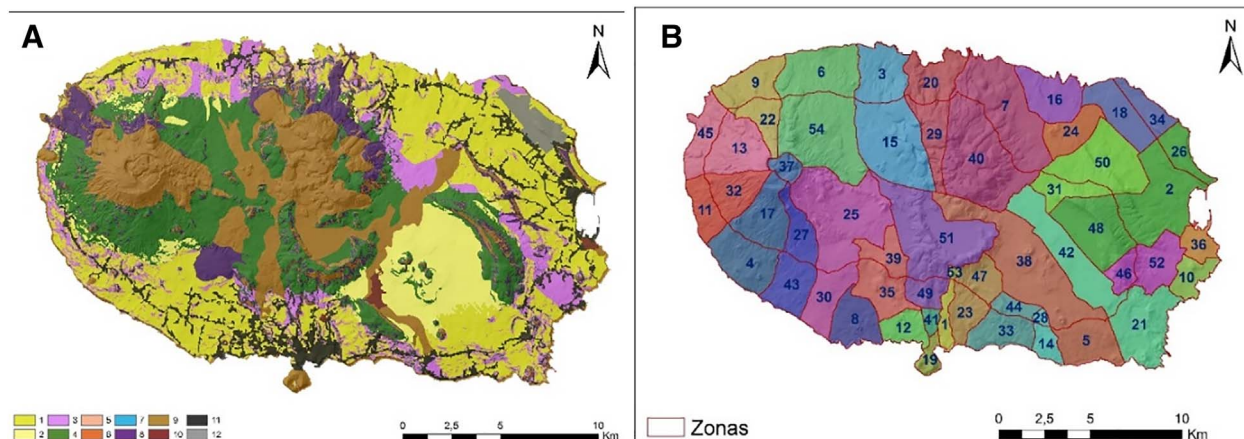 A
N
1 3 5 7 9 11
2 4 6 8 10 12
0 2,5 5 10
Km
B
N
9 6 3 20 7 16 18 34
45 22 54 29 24 26
13 15 40 50
37 31 2
32 11 17 25 48
27 51 42 36
4 39 38 46 52 10
43 30 35 53 47
49 44 21
8 12 41 1 23 33 28 14 5
19
Zonas
0 2,5 5 10
Km